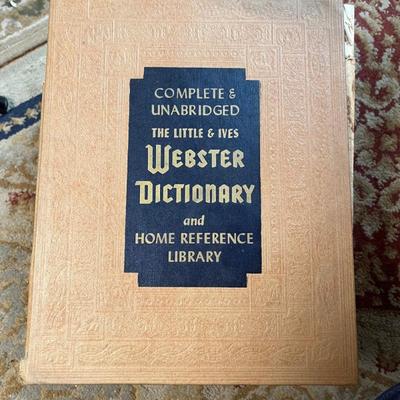 COMPLETE &
UNABRIDGED
THE LITTLE & IVES
WEBSTER
DICTIONARY
and
HOME REFERENCE
LIBRARY